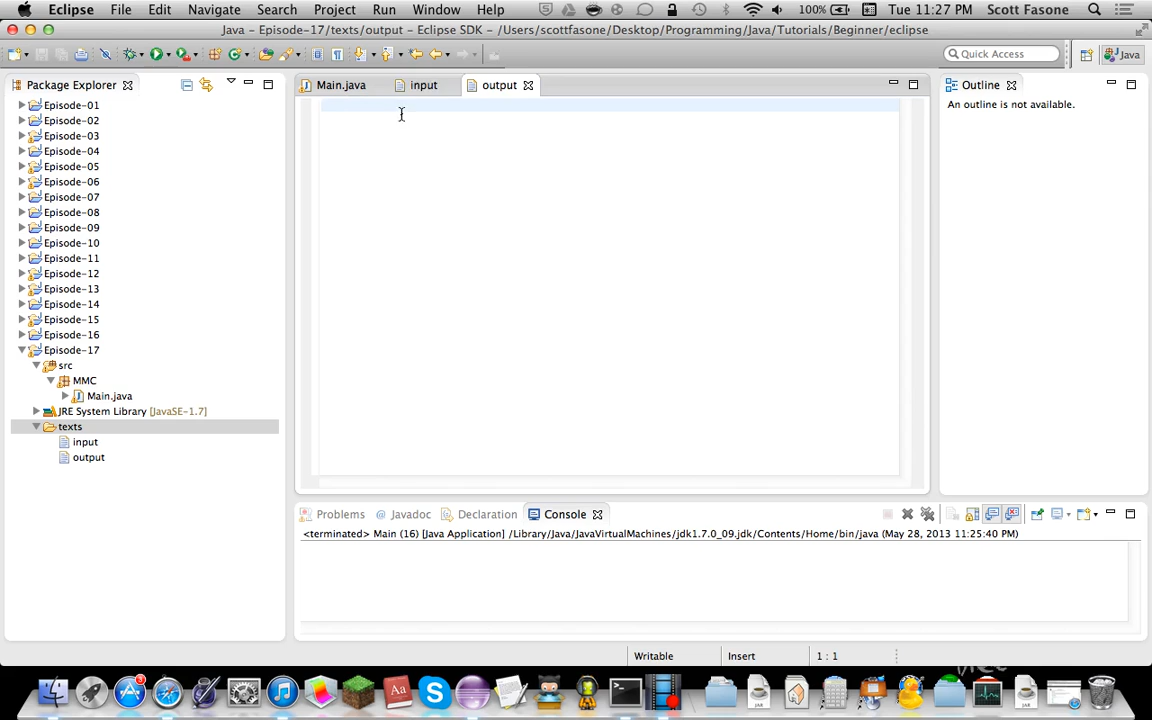 Eclipse File Edit Navigate Search Project Run Window Help 100% Tue 11:27 PM Scott Fasone
Java – Episode-17/texts/output – Eclipse SDK – /Users/scottfasone/Desktop/Programming/Java/Tutorials/Beginner/eclipse
Quick Access Java
Package Explorer
Episode-01
Episode-02
Episode-03
Episode-04
Episode-05
Episode-06
Episode-07
Episode-08
Episode-09
Episode-10
Episode-11
Episode-12
Episode-13
Episode-14
Episode-15
Episode-16
Episode-17
src
MMC
Main.java
JRE System Library [JavaSE-1.7]
texts
input
output
Main.java input output
Outline
An outline is not available.
Problems @ Javadoc Declaration Console
<terminated> Main (16) [Java Application] /Library/Java/JavaVirtualMachines/jdk1.7.0_09.jdk/Contents/Home/bin/java (May 28, 2013 11:25:40 PM)
Writable Insert 1 : 1
3
Aa
JAR
JAR
JAR